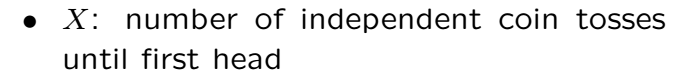 • X: number of independent coin tosses
until first head